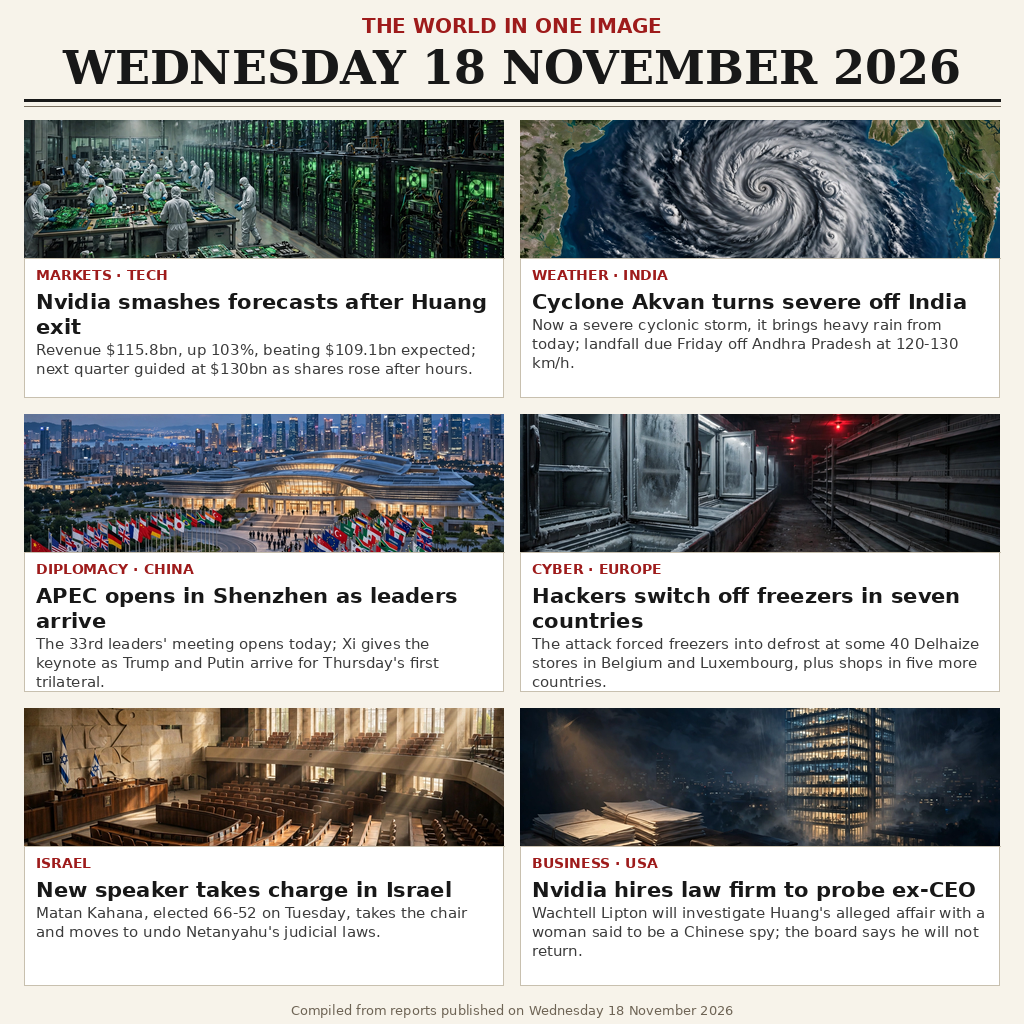 THE WORLD IN ONE IMAGE
WEDNESDAY 18 NOVEMBER 2026
MARKETS · TECH
Nvidia smashes forecasts after Huang
exit
Revenue $115.8bn, up 103%, beating $109.1bn expected;
next quarter guided at $130bn as shares rose after hours.
WEATHER · INDIA
Cyclone Akvan turns severe off India
Now a severe cyclonic storm, it brings heavy rain from
today; landfall due Friday off Andhra Pradesh at 120-130
km/h.
DIPLOMACY · CHINA
APEC opens in Shenzhen as leaders
arrive
The 33rd leaders' meeting opens today; Xi gives the
keynote as Trump and Putin arrive for Thursday's first
trilateral.
CYBER · EUROPE
Hackers switch off freezers in seven
countries
The attack forced freezers into defrost at some 40 Delhaize
stores in Belgium and Luxembourg, plus shops in five more
countries.
ISRAEL
New speaker takes charge in Israel
Matan Kahana, elected 66-52 on Tuesday, takes the chair
and moves to undo Netanyahu's judicial laws.
BUSINESS · USA
Nvidia hires law firm to probe ex-CEO
Wachtell Lipton will investigate Huang's alleged affair with a
woman said to be a Chinese spy; the board says he will not
return.
Compiled from reports published on Wednesday 18 November 2026